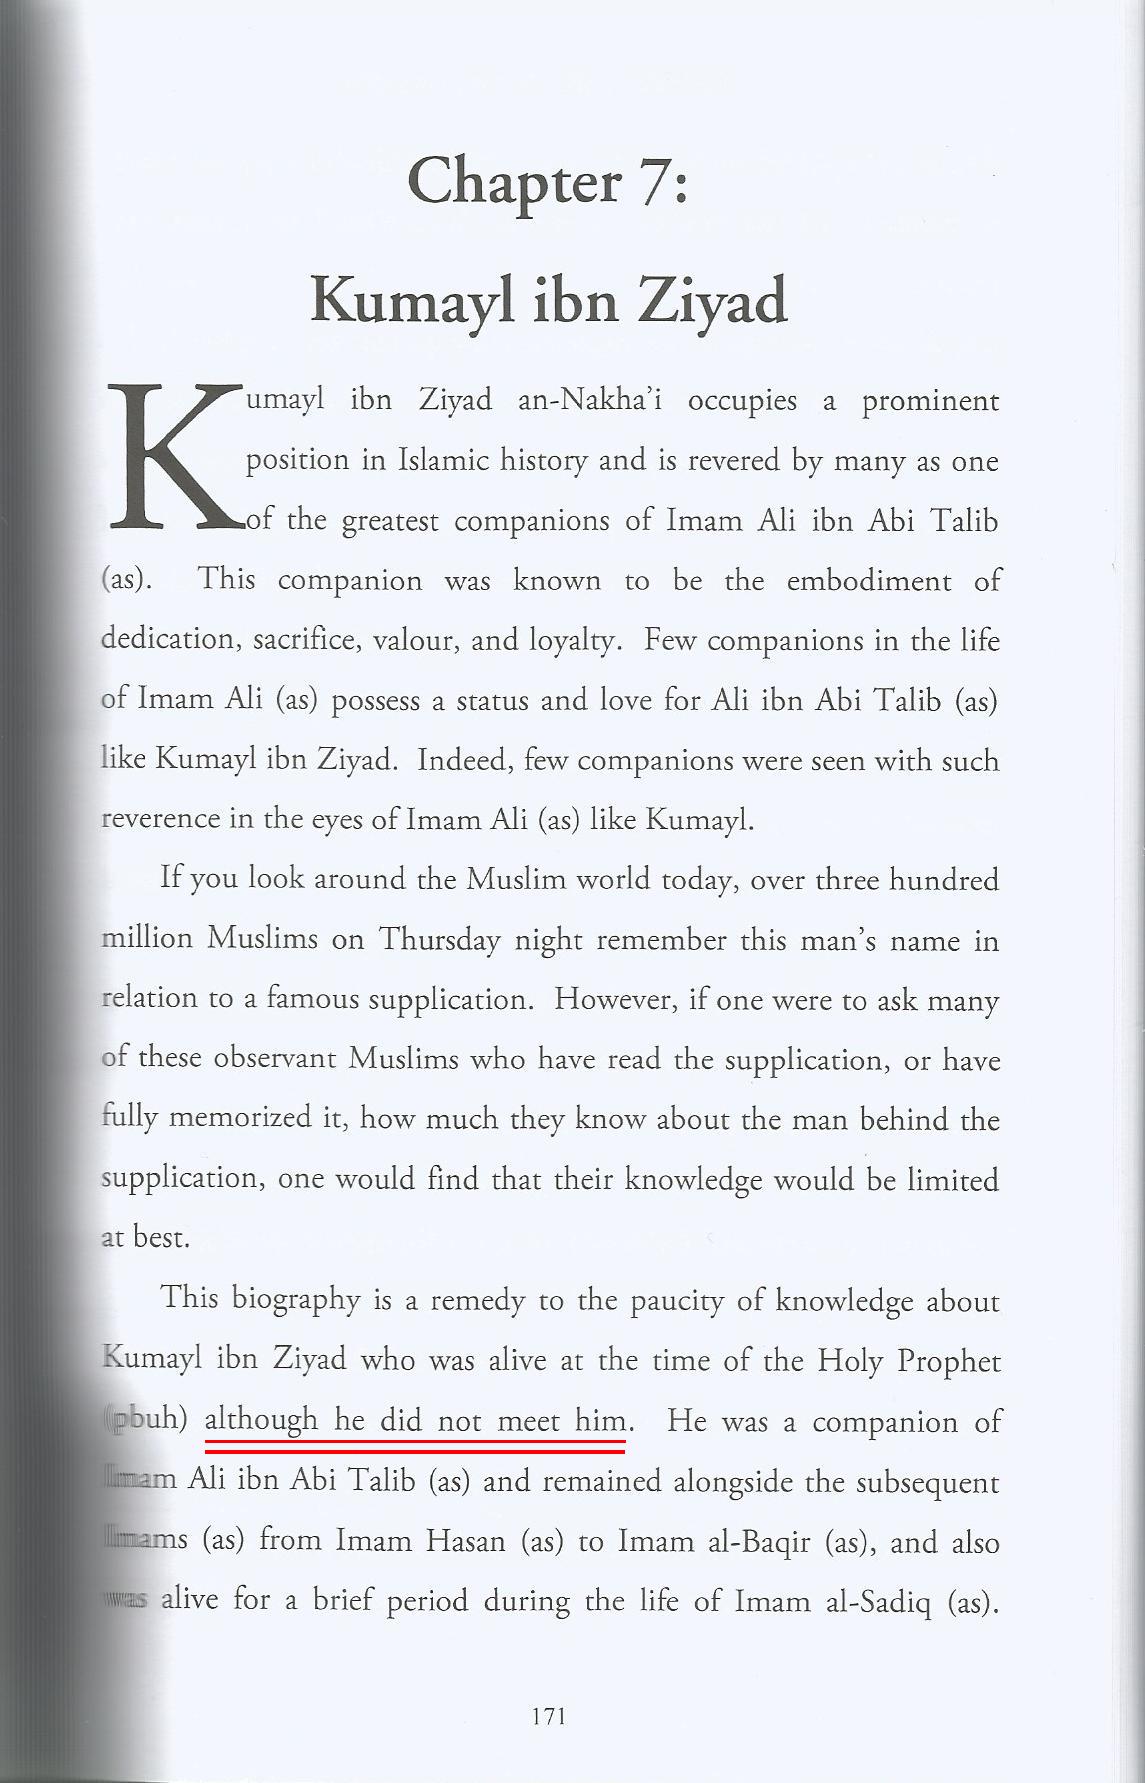 Chapter 7:
Kumayl ibn Ziyad
Kumayl ibn Ziyad an-Nakha’i occupies a prominent
position in Islamic history and is revered by many as one
of the greatest companions of Imam Ali ibn Abi Talib
(as). This companion was known to be the embodiment of
dedication, sacrifice, valour, and loyalty. Few companions in the life
of Imam Ali (as) possess a status and love for Ali ibn Abi Talib (as)
like Kumayl ibn Ziyad. Indeed, few companions were seen with such
reverence in the eyes of Imam Ali (as) like Kumayl.
If you look around the Muslim world today, over three hundred
million Muslims on Thursday night remember this man’s name in
relation to a famous supplication. However, if one were to ask many
of these observant Muslims who have read the supplication, or have
fully memorized it, how much they know about the man behind the
supplication, one would find that their knowledge would be limited
at best.
This biography is a remedy to the paucity of knowledge about
Kumayl ibn Ziyad who was alive at the time of the Holy Prophet
(pbuh) although he did not meet him. He was a companion of
Imam Ali ibn Abi Talib (as) and remained alongside the subsequent
Imams (as) from Imam Hasan (as) to Imam al-Baqir (as), and also
was alive for a brief period during the life of Imam al-Sadiq (as).
171